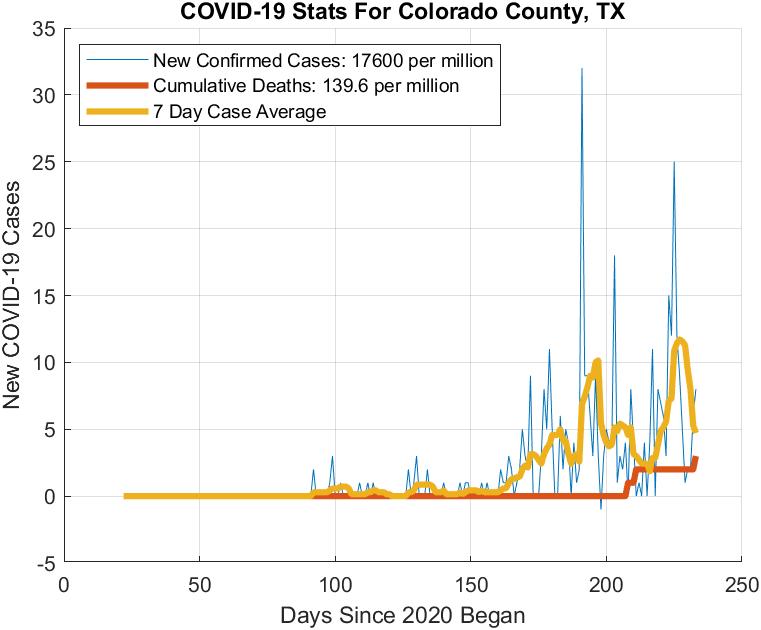 COVID-19 Stats For Colorado County, TX
New Confirmed Cases: 17600 per million
Cumulative Deaths: 139.6 per million
7 Day Case Average
New COVID-19 Cases
35
30
25
20
15
10
5
0
-5
0 50 100 150 200 250
Days Since 2020 Began